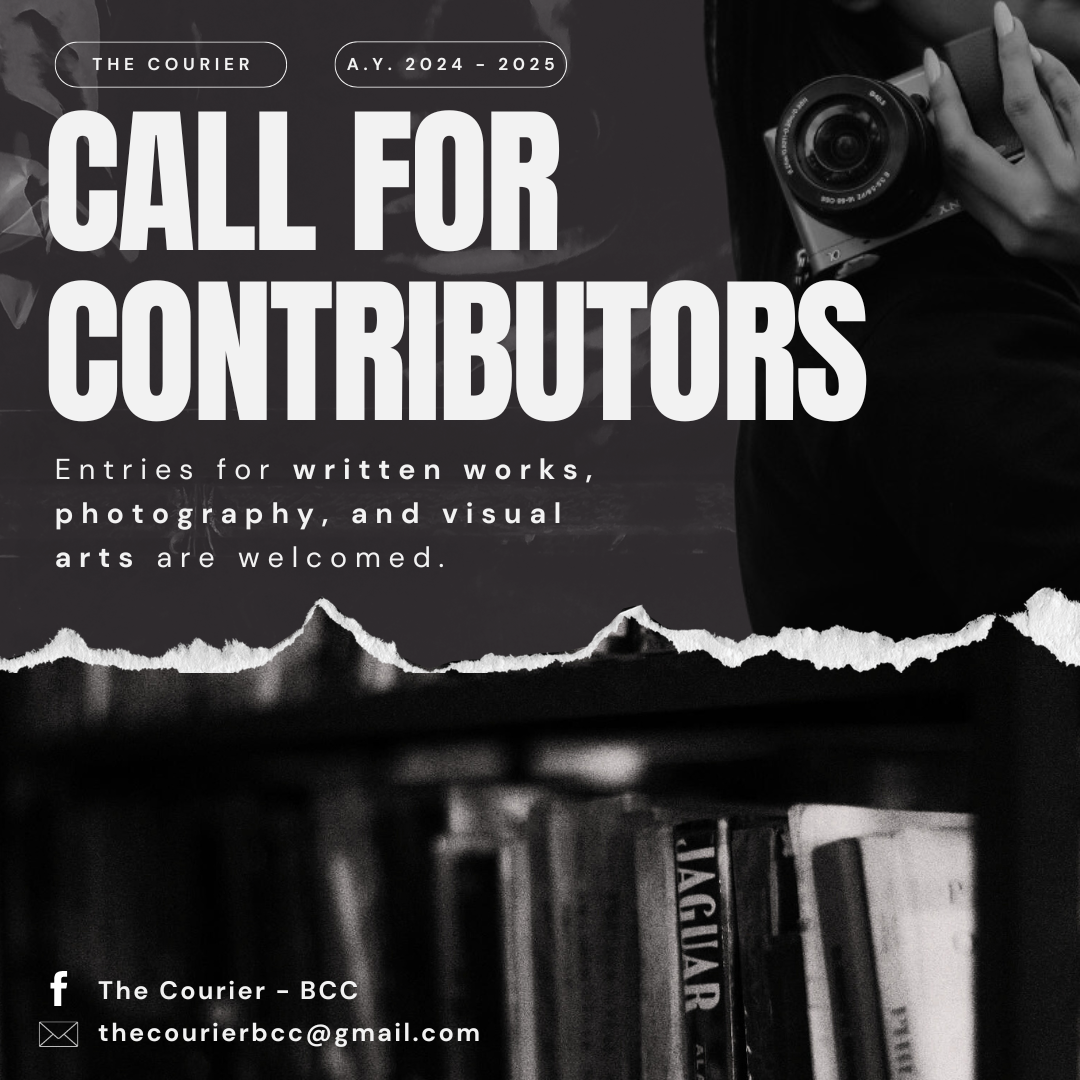 THE COURIER
A.Y. 2024 - 2025
CALL FOR
CONTRIBUTORS
Entries for written works,
photography, and visual
arts are welcomed.
JAGUAR
The Courier - BCC
thecourierbcc@gmail.com